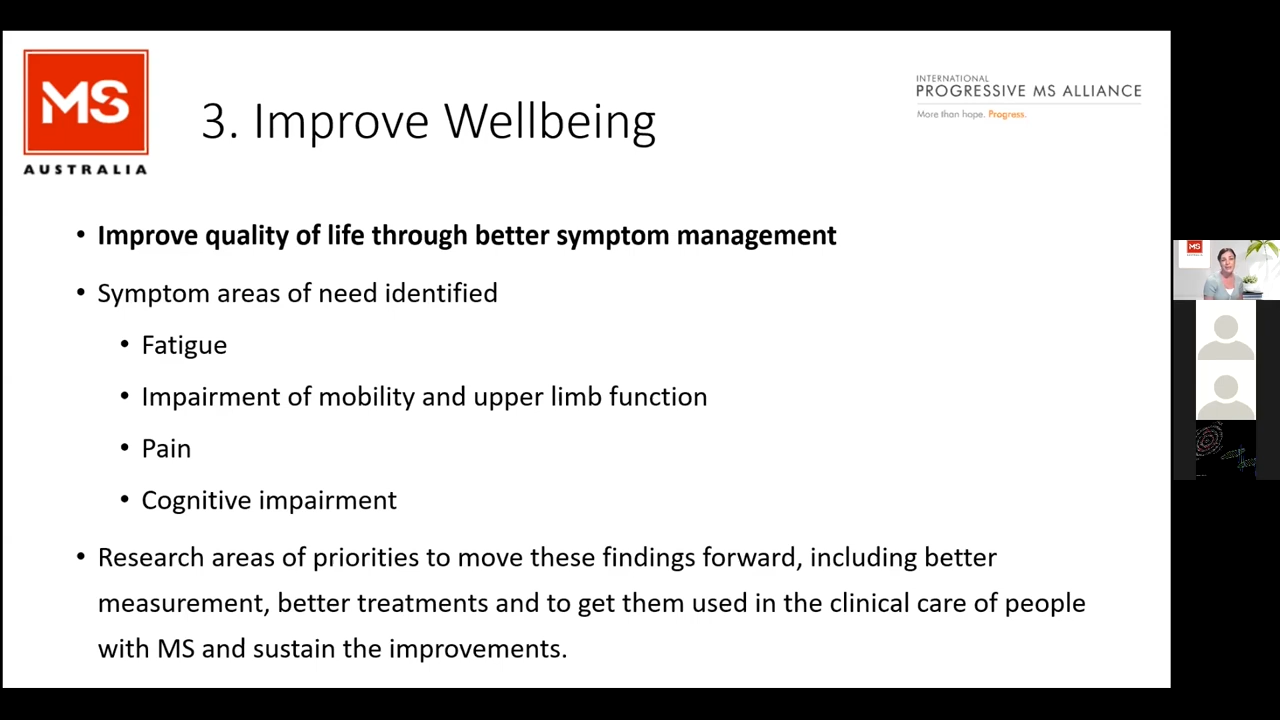 MS
AUSTRALIA
3. Improve Wellbeing
INTERNATIONAL
PROGRESSIVE MS ALLIANCE
More than hope. Progress.
• Improve quality of life through better symptom management
• Symptom areas of need identified
• Fatigue
• Impairment of mobility and upper limb function
• Pain
• Cognitive impairment
• Research areas of priorities to move these findings forward, including better
measurement, better treatments and to get them used in the clinical care of people
with MS and sustain the improvements.
MS